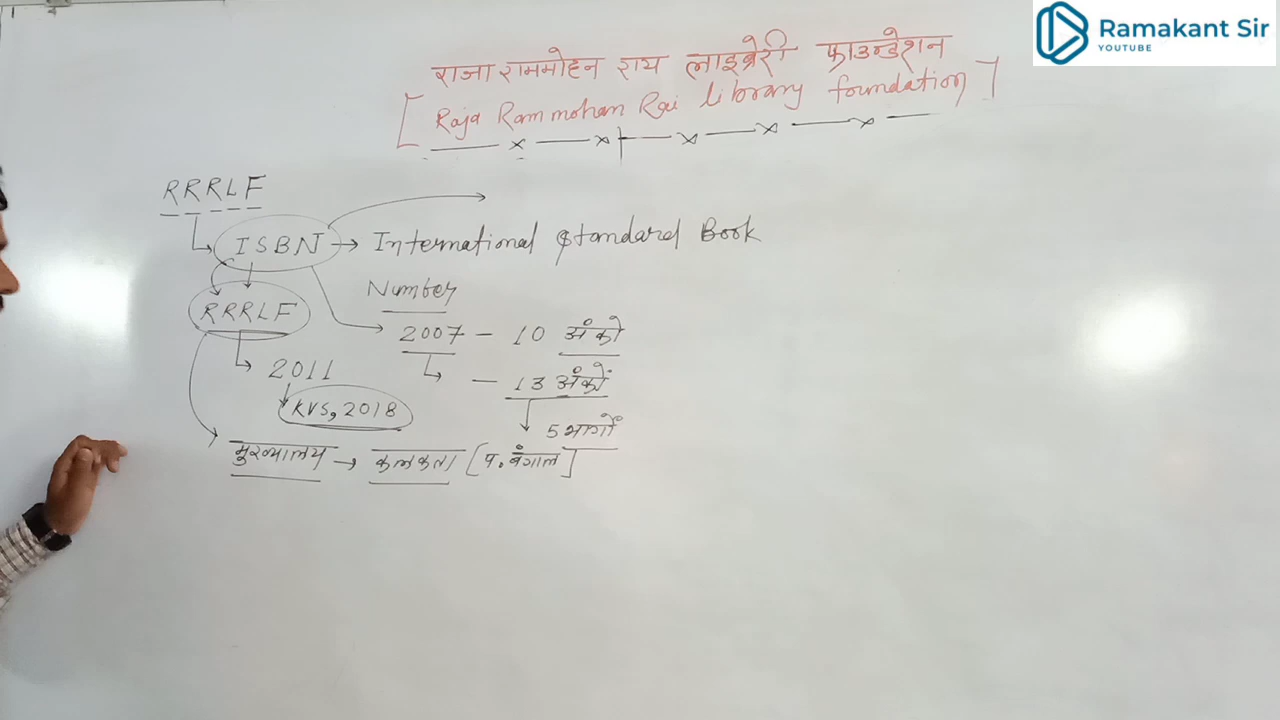 Ramakant Sir
YOUTUBE
राजा राममोहन राय लाइब्रेरी फ़ाउन्डेशन
[Raja Rammohan Rai library foundation]
RRRLF
ISBN → International Standard Book
Number
RRRLF
2007 - 10 अंको
2011
- 13 अंकों
KVS, 2018
5 भागों
मुख्यालय → कलकता [प. बंगाल]